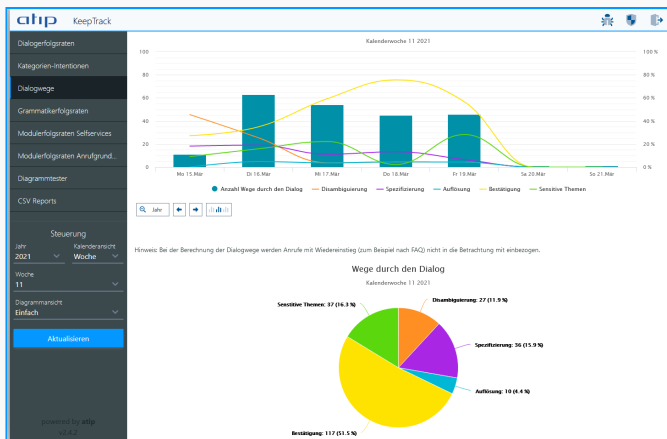 atip KeepTrack
Dialogerfolgsraten
Kategorien-Intentionen
Dialogwege
Grammatikerfolgsraten
Modulerfolgsraten Selfservices
Modulerfolgsraten Anrufgrund...
Diagrammtester
CSV Reports
Steuerung
Jahr Kalenderansicht
2021 Woche
Woche
11
Diagrammansicht
Einfach
Aktualisieren
powered by atip
v2.4.2
Kalenderwoche 11 2021
100 100 %
80 80 %
60 60 %
40 40 %
20 20 %
0 0 %
Mo 15.Mär Di 16.Mär Mi 17.Mär Do 18.Mär Fr 19.Mär Sa 20.Mär So 21.Mär
Anzahl Wege durch den Dialog Disambiguierung Spezifizierung Auflösung Bestätigung Sensitive Themen
Jahr
Hinweis: Bei der Berechnung der Dialogwege werden Anrufe mit Wiedereinstieg (zum Beispiel nach FAQ) nicht in die Betrachtung mit einbezogen.
Wege durch den Dialog
Kalenderwoche 11 2021
Senstitive Themen: 37 (16.3 %)
Disambiguierung: 27 (11.9 %)
Spezifizierung: 36 (15.9 %)
Auflösung: 10 (4.4 %)
Bestätigung: 117 (51.5 %)